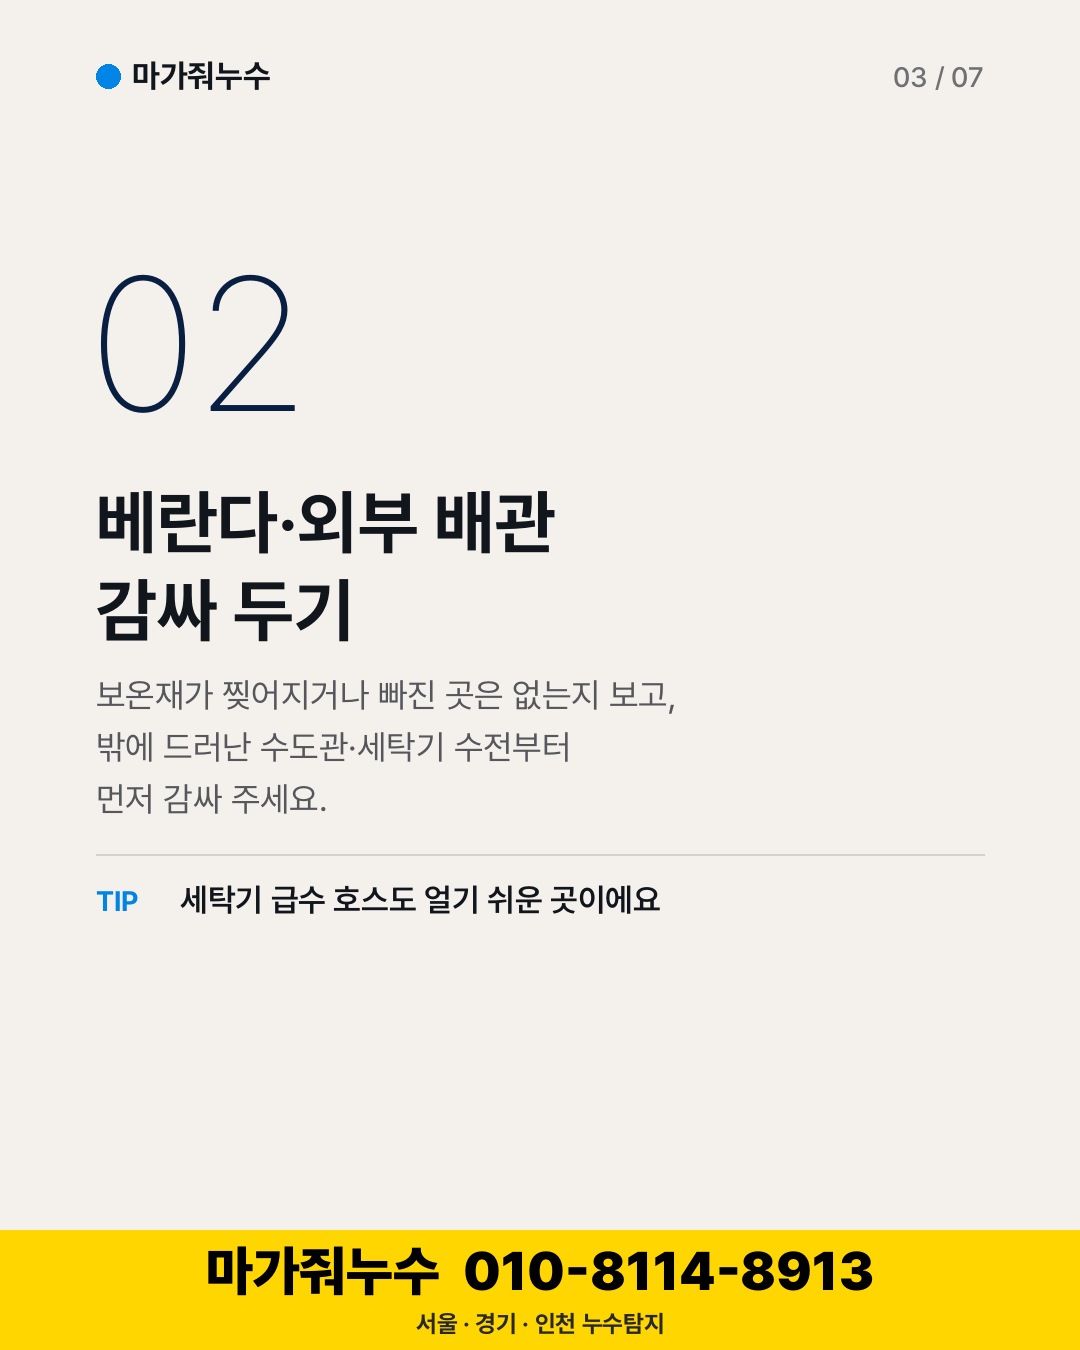 마가줘누수
03 / 07
02
베란다·외부 배관
감싸 두기
보온재가 찢어지거나 빠진 곳은 없는지 보고,
밖에 드러난 수도관·세탁기 수전부터
먼저 감싸 주세요.
TIP 세탁기 급수 호스도 얼기 쉬운 곳이에요
마가줘누수 010-8114-8913
서울 · 경기 · 인천 누수탐지